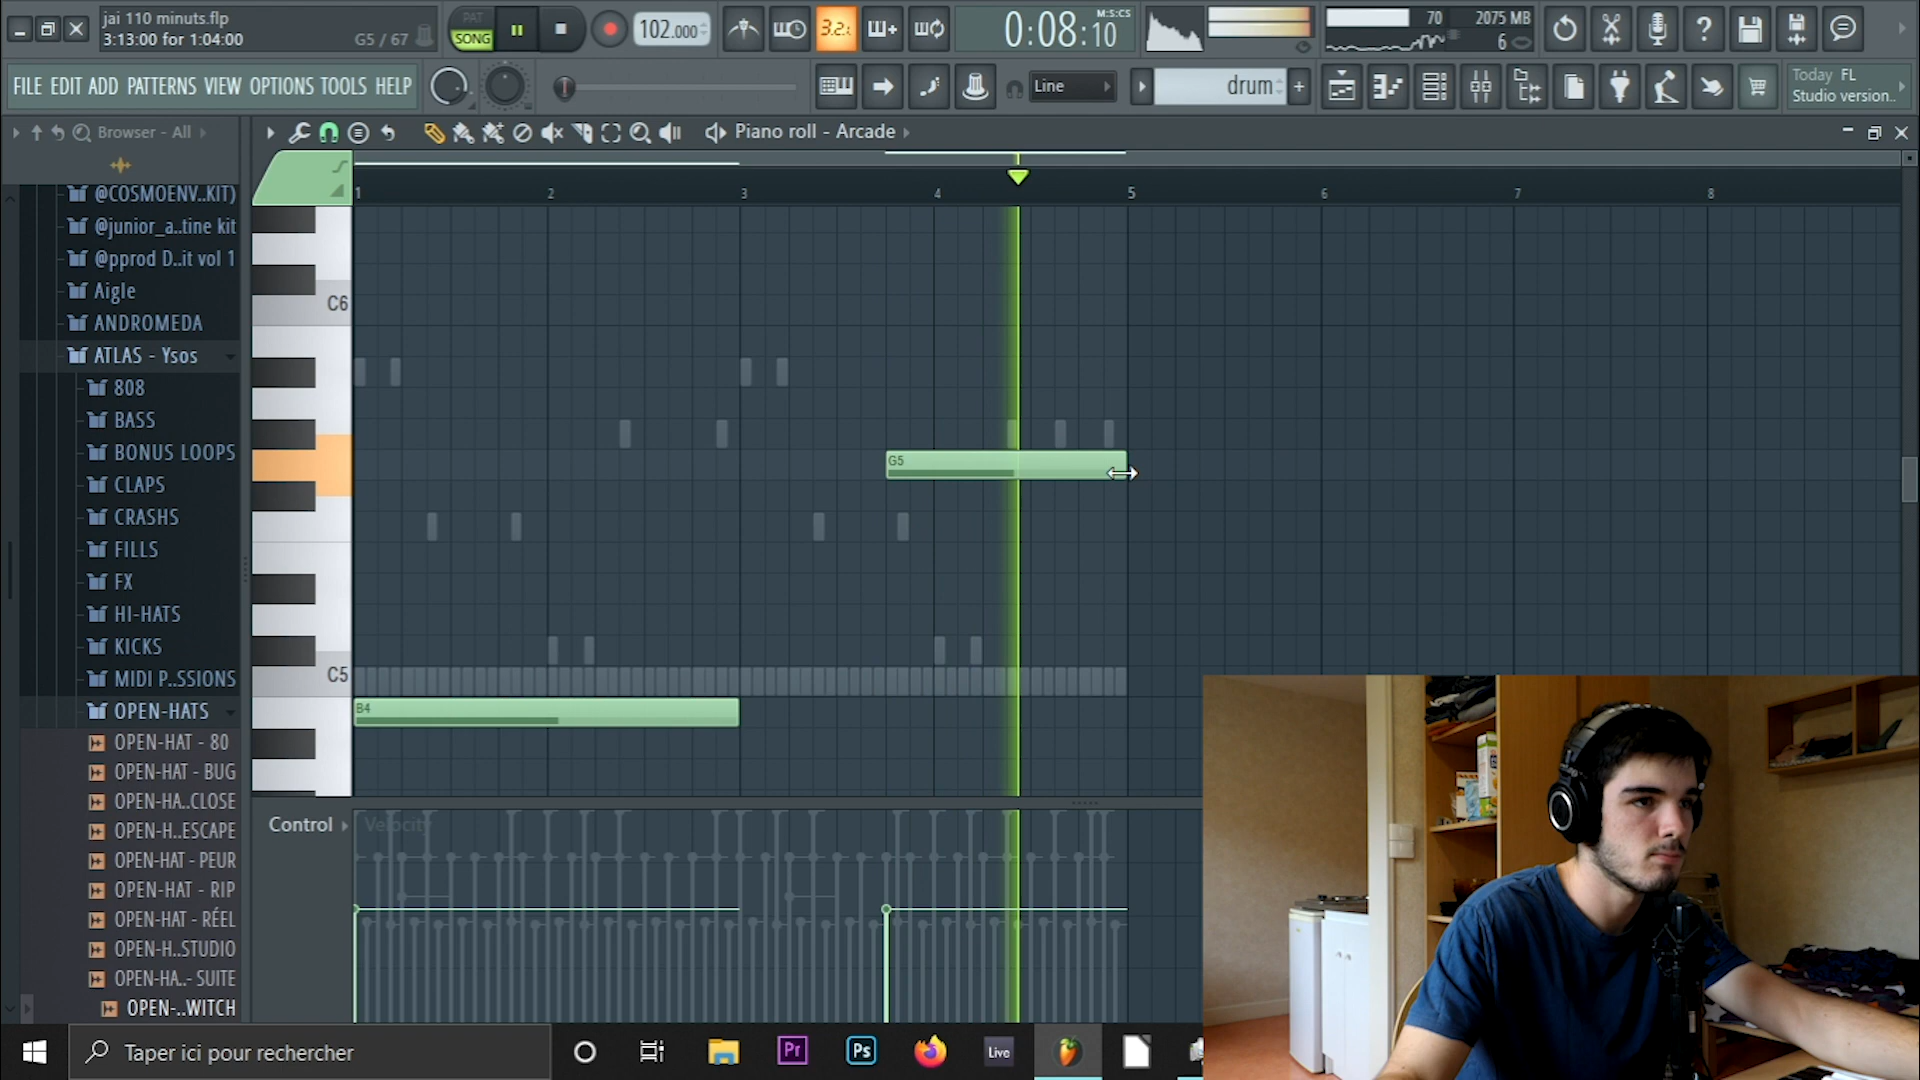 jai 110 minuts.flp
3:13:00 for 1:04:00
G5 / 67
PAT
SONG
102.000
3.2.
0:08:10
M:S:CS
70
2075 MB
6
FILE EDIT ADD PATTERNS VIEW OPTIONS TOOLS HELP
Line
drum
Today FL
Studio version..
Browser - All
Piano roll - Arcade
@COSMOENV..KIT)
@junior_a..tine kit
@pprod D..it vol 1
Aigle
ANDROMEDA
ATLAS - Ysos
808
BASS
BONUS LOOPS
CLAPS
CRASHS
FILLS
FX
HI-HATS
KICKS
MIDI P..SSIONS
OPEN-HATS
OPEN-HAT - 80
OPEN-HAT - BUG
OPEN-HA..CLOSE
OPEN-H..ESCAPE
OPEN-HAT - PEUR
OPEN-HAT - RIP
OPEN-HAT - RÉEL
OPEN-H..STUDIO
OPEN-HA..- SUITE
OPEN-..WITCH
1 2 3 4 5 6 7 8
C6
G5
C5
B4
Control
Velocity
Taper ici pour rechercher
Pr
Ps
Live